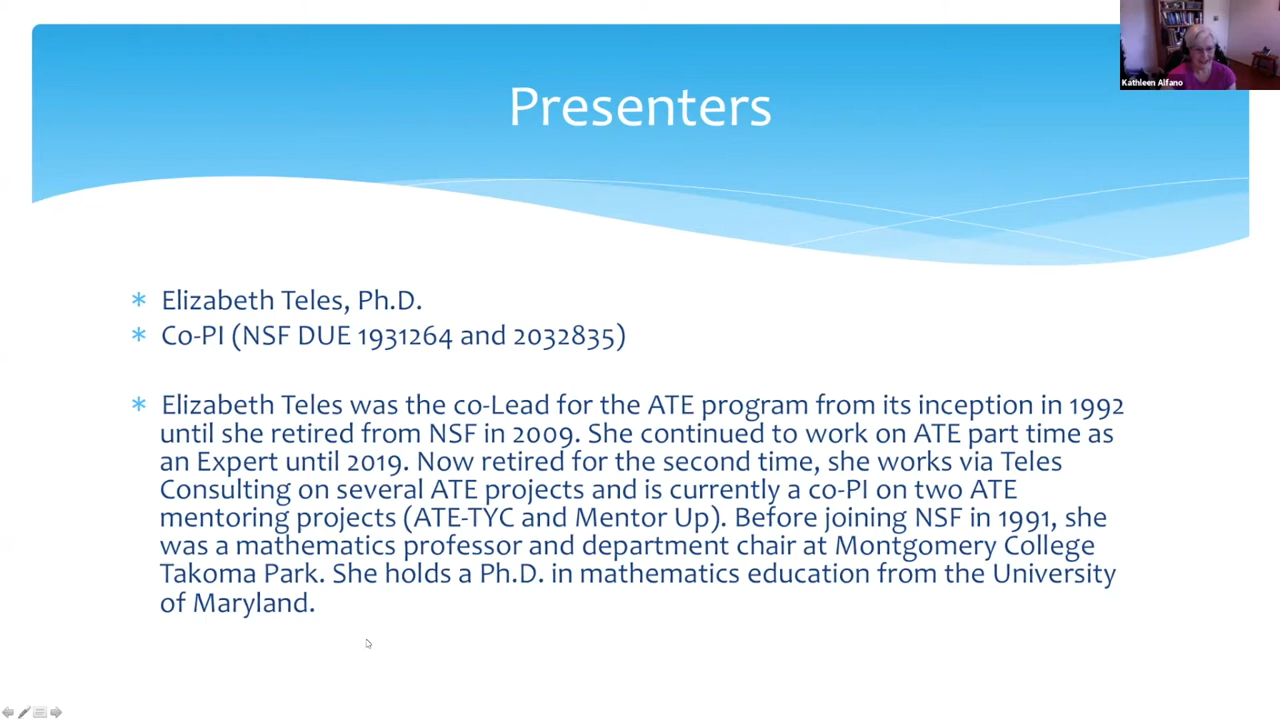 Kathleen Alfano
Presenters
* Elizabeth Teles, Ph.D.
* Co-PI (NSF DUE 1931264 and 2032835)
* Elizabeth Teles was the co-Lead for the ATE program from its inception in 1992
until she retired from NSF in 2009. She continued to work on ATE part time as
an Expert until 2019. Now retired for the second time, she works via Teles
Consulting on several ATE projects and is currently a co-PI on two ATE
mentoring projects (ATE-TYC and Mentor Up). Before joining NSF in 1991, she
was a mathematics professor and department chair at Montgomery College
Takoma Park. She holds a Ph.D. in mathematics education from the University
of Maryland.